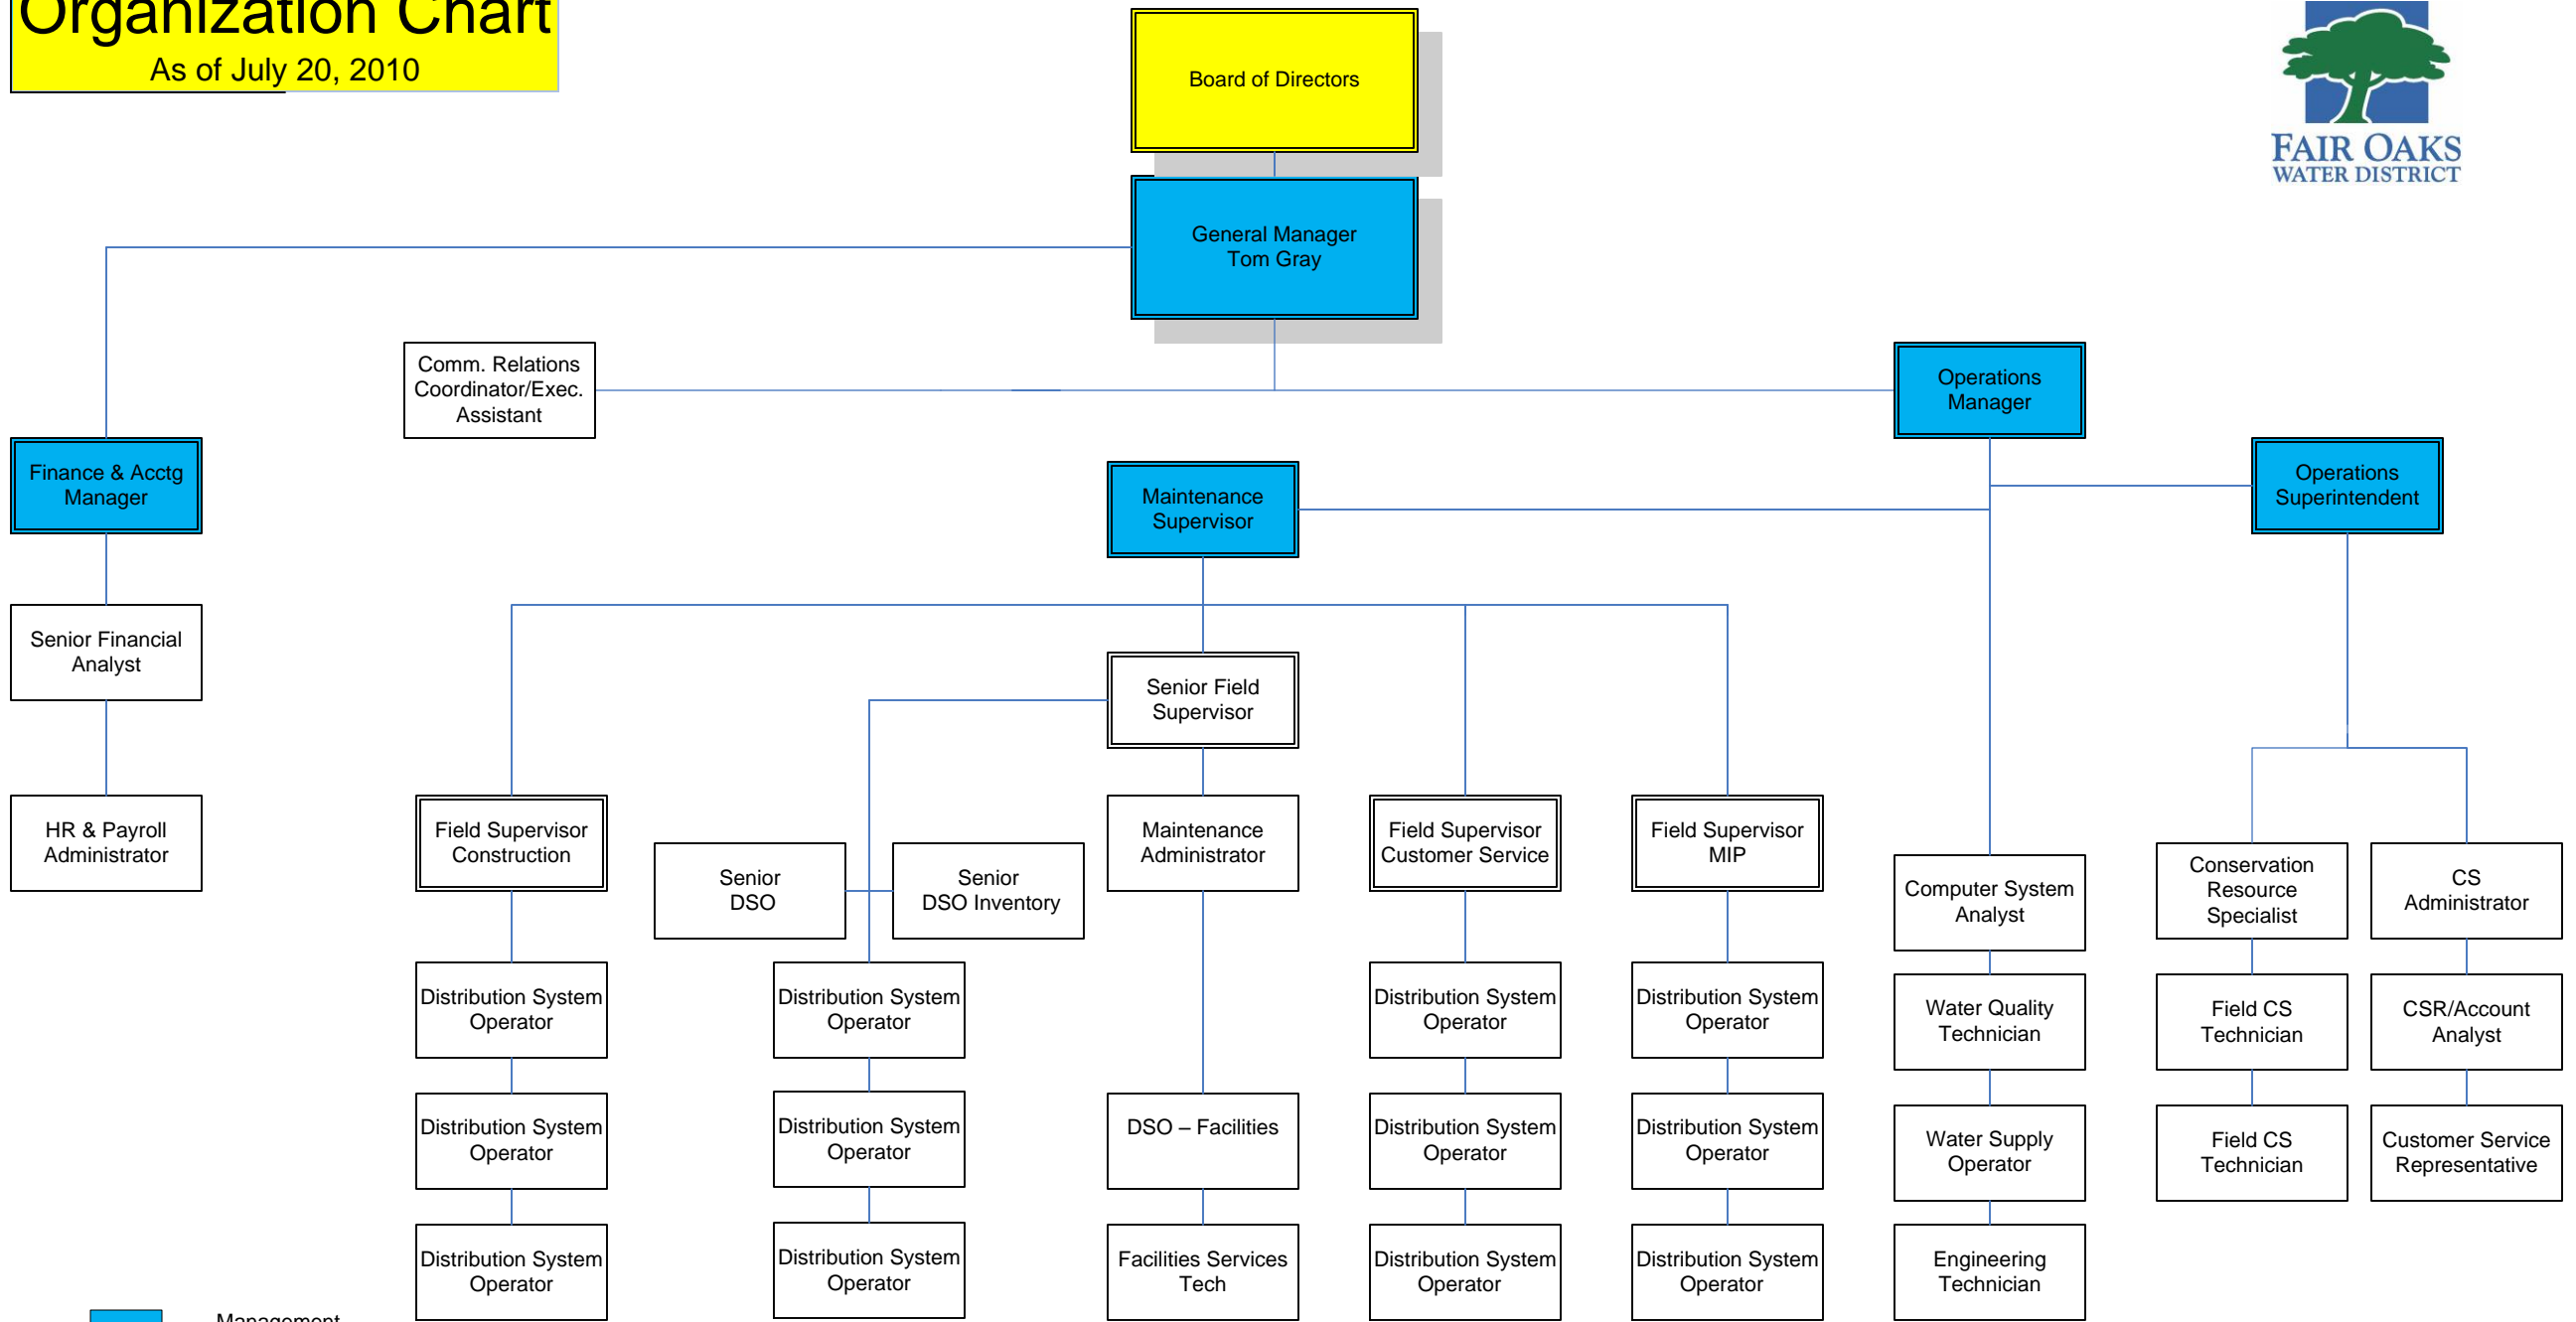 Organization Chart
As of July 20, 2010
Board of Directors
FAIR OAKS
WATER DISTRICT
General Manager
Tom Gray
Comm. Relations
Coordinator/Exec.
Assistant
Operations
Manager
Finance & Acctg
Manager
Maintenance
Supervisor
Operations
Superintendent
Senior Financial
Analyst
Senior Field
Supervisor
HR & Payroll
Administrator
Field Supervisor
Construction
Senior
DSO
Senior
DSO Inventory
Maintenance
Administrator
Field Supervisor
Customer Service
Field Supervisor
MIP
Computer System
Analyst
Conservation
Resource
Specialist
CS
Administrator
Distribution System
Operator
Distribution System
Operator
Distribution System
Operator
Distribution System
Operator
Water Quality
Technician
Field CS
Technician
CSR/Account
Analyst
Distribution System
Operator
Distribution System
Operator
DSO – Facilities
Distribution System
Operator
Distribution System
Operator
Water Supply
Operator
Field CS
Technician
Customer Service
Representative
Distribution System
Operator
Distribution System
Operator
Facilities Services
Tech
Distribution System
Operator
Distribution System
Operator
Engineering
Technician
Management